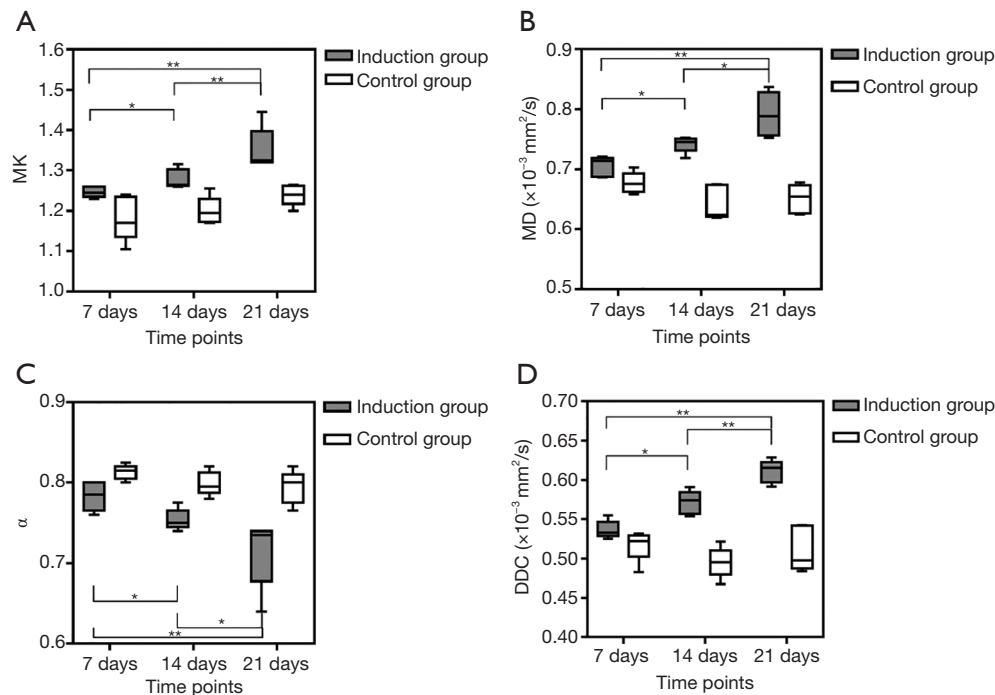 A
MK
1.6
1.5
1.4
1.3
1.2
1.1
1.0
**
**
*
7 days 14 days 21 days
Time points
Induction group
Control group
B
MD (×10⁻³ mm²/s)
0.9
0.8
0.7
0.6
0.5
**
*
*
7 days 14 days 21 days
Time points
Induction group
Control group
C
α
0.9
0.8
0.7
0.6
*
*
**
7 days 14 days 21 days
Time points
Induction group
Control group
D
DDC (×10⁻³ mm²/s)
0.70
0.65
0.60
0.55
0.50
0.45
0.40
**
**
*
7 days 14 days 21 days
Time points
Induction group
Control group